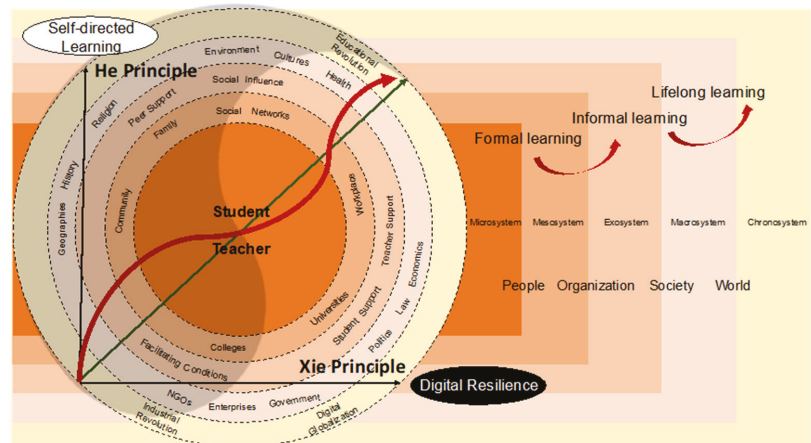 Self-directed
Learning
He Principle
Educational
Revolution
Environment
Cultures
Health
Religion
Peer Support
Social Influence
Family
Social Networks
History
Geographies
Community
Workplace
Student
Teacher
Teacher Support
Economics
Universities
Student Support
Law
Politics
Colleges
Facilitating Conditions
Xie Principle
NGOs
Enterprises
Government
Industrial
Revolution
Digital
Globalization
Digital Resilience
Lifelong learning
Informal learning
Formal learning
Microsystem Mesosystem Exosystem Macrosystem Chronosystem
People Organization Society World